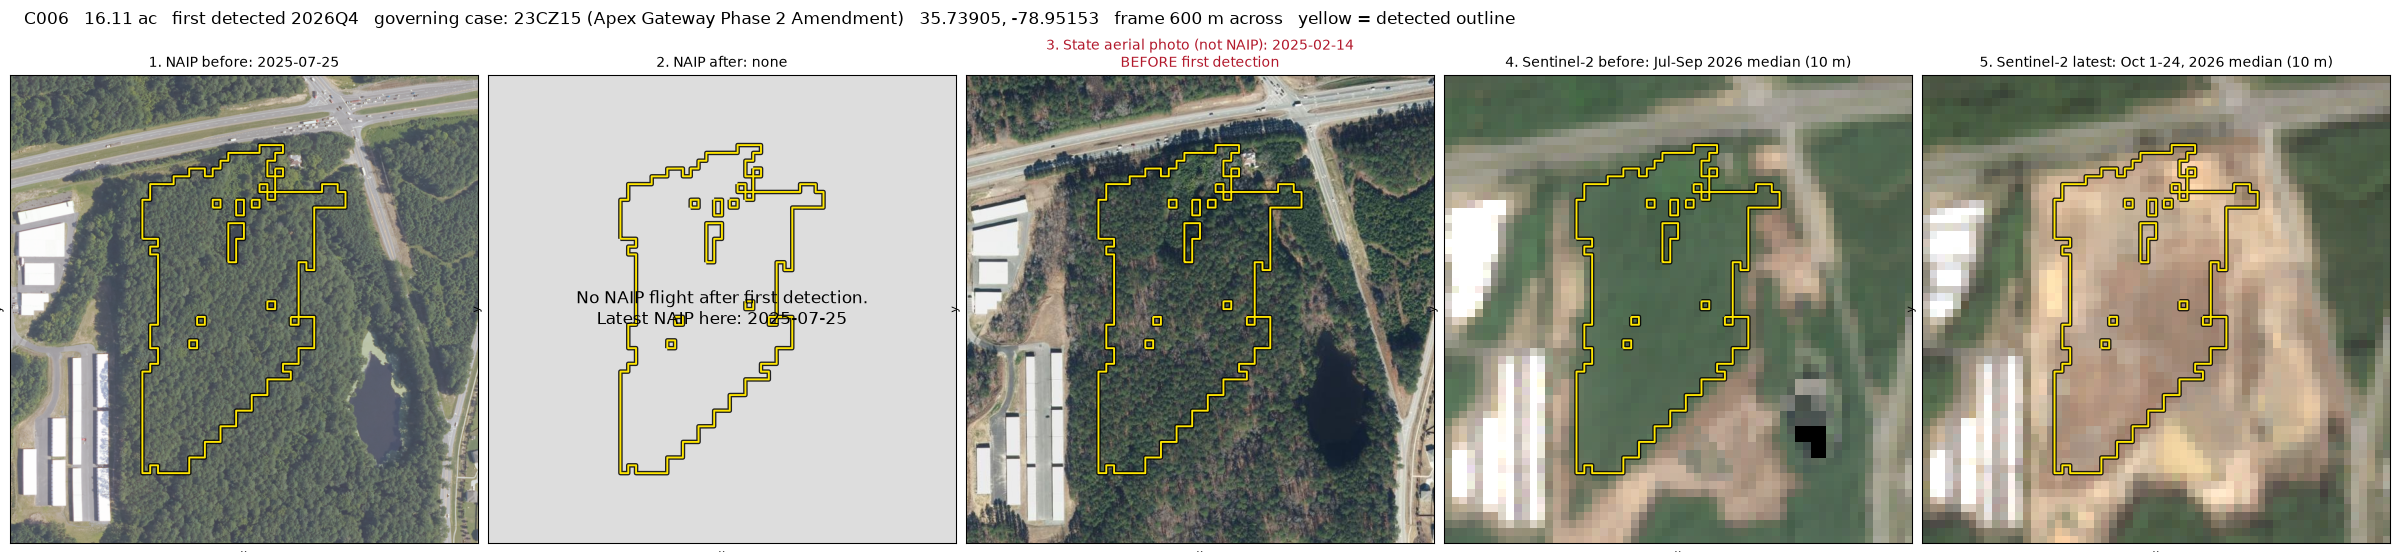 C006   16.11 ac   first detected 2026Q4   governing case: 23CZ15 (Apex Gateway Phase 2 Amendment)   35.73905, -78.95153   frame 600 m across   yellow = detected outline
1. NAIP before: 2025-07-25
2. NAIP after: none
3. State aerial photo (not NAIP): 2025-02-14
BEFORE first detection
4. Sentinel-2 before: Jul-Sep 2026 median (10 m)
5. Sentinel-2 latest: Oct 1-24, 2026 median (10 m)
No NAIP flight after first detection.
Latest NAIP here: 2025-07-25